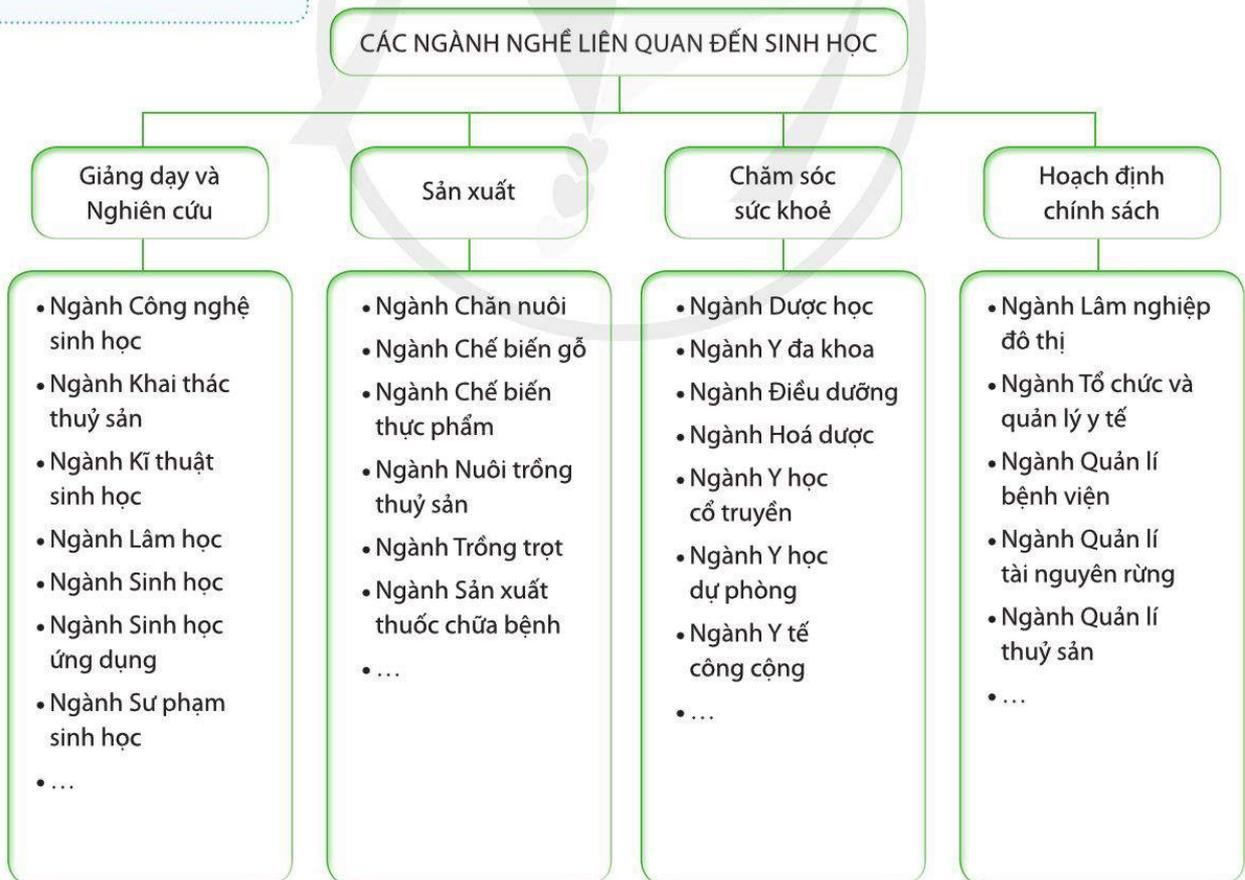 CÁC NGÀNH NGHỀ LIÊN QUAN ĐẾN SINH HỌC
Giảng dạy và
Nghiên cứu
• Ngành Công nghệ
sinh học
• Ngành Khai thác
thuỷ sản
• Ngành Kĩ thuật
sinh học
• Ngành Lâm học
• Ngành Sinh học
• Ngành Sinh học
ứng dụng
• Ngành Sư phạm
sinh học
• ...
Sản xuất
• Ngành Chăn nuôi
• Ngành Chế biến gỗ
• Ngành Chế biến
thực phẩm
• Ngành Nuôi trồng
thuỷ sản
• Ngành Trồng trọt
• Ngành Sản xuất
thuốc chữa bệnh
• ...
Chăm sóc
sức khoẻ
• Ngành Dược học
• Ngành Y đa khoa
• Ngành Điều dưỡng
• Ngành Hoá dược
• Ngành Y học
cổ truyền
• Ngành Y học
dự phòng
• Ngành Y tế
công cộng
• ...
Hoạch định
chính sách
• Ngành Lâm nghiệp
đô thị
• Ngành Tổ chức và
quản lý y tế
• Ngành Quản lí
bệnh viện
• Ngành Quản lí
tài nguyên rừng
• Ngành Quản lí
thuỷ sản
• ...